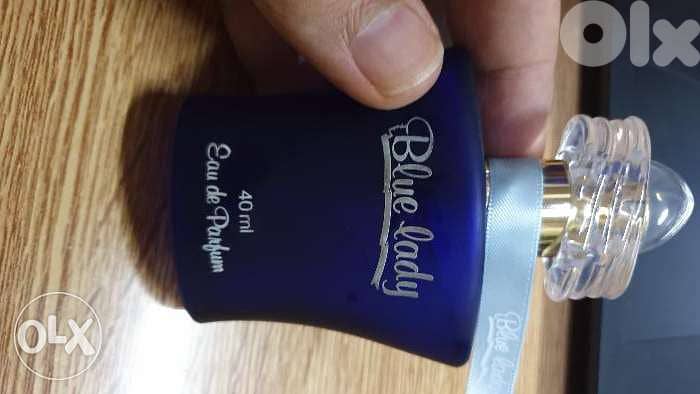 Blue lady
40 ml
Eau de Parfum
Blue lady
OLX
OLX